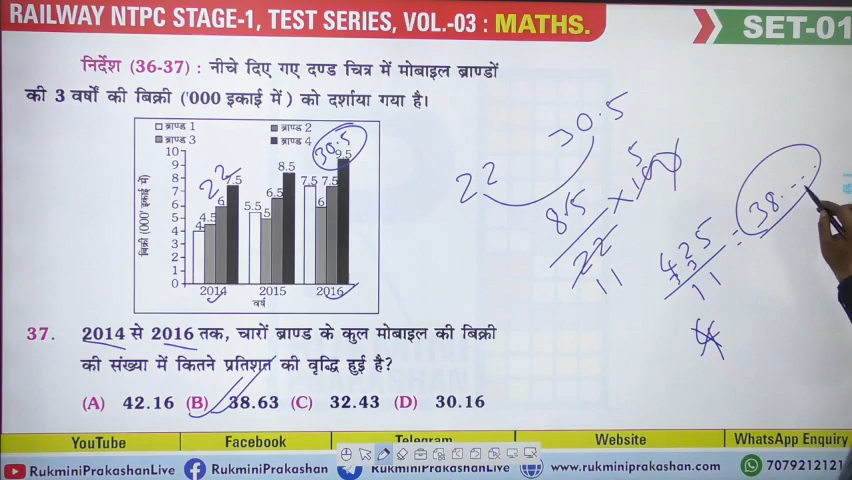 RAILWAY NTPC STAGE-1, TEST SERIES, VOL.-03 : MATHS.
SET-01
निर्देश (36-37) : नीचे दिए गए दण्ड चित्र में मोबाइल ब्राण्डों
की 3 वर्षों की बिक्री ('000 इकाई में) को दर्शाया गया है।
ब्राण्ड 1 ब्राण्ड 2
ब्राण्ड 3 ब्राण्ड 4
बिक्री (000' इकाई में)
10
9
8
7
6
5
4
3
2
1
0
4 4.5 6 7.5
5.5 5 6.5 8.5
7.5 6 7.5 9.5
22
30.5
2014 2015 2016
वर्ष
22 30.5
8.5 × 100 5
22
11
425 = 38.---
11
37. 2014 से 2016 तक, चारों ब्राण्ड के कुल मोबाइल की बिक्री
की संख्या में कितने प्रतिशत की वृद्धि हुई है?
(A) 42.16 (B) 38.63 (C) 32.43 (D) 30.16
YouTube Facebook Telegram Website WhatsApp Enquiry
RukminiPrakashanLive RukminiPrakashan RukminiPrakashanLive www.rukminiprakashan.com 7079212121